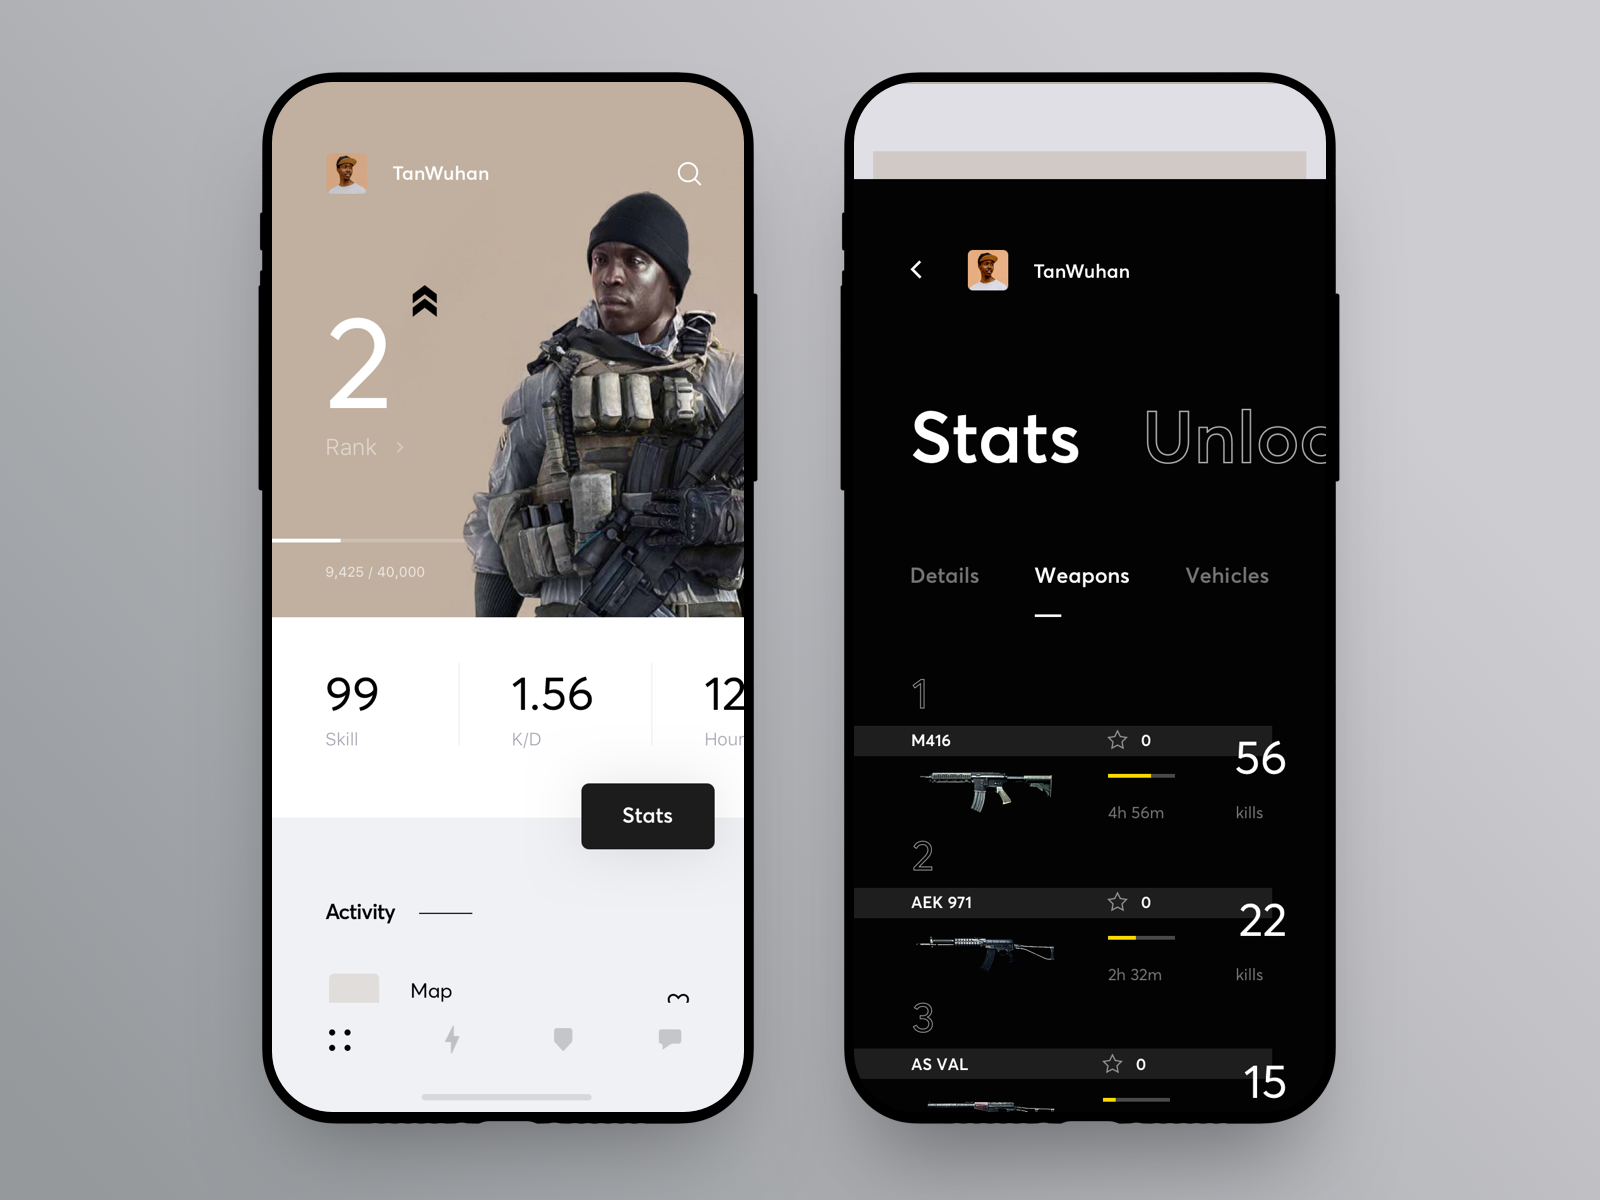 TanWuhan
2
Rank
9,425 / 40,000
99
1.56
12
Skill
K/D
Hour
Stats
Activity
Map
TanWuhan
Stats
Unloc
Details
Weapons
Vehicles
1
M416
0
56
4h 56m
kills
2
AEK 971
0
22
2h 32m
kills
3
AS VAL
0
15